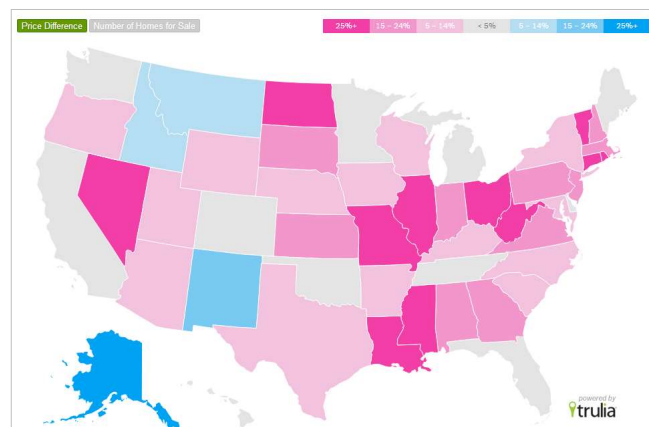 Price Difference Number of Homes for Sale 25%+ 15 – 24% 5 – 14% < 5% 5 – 14% 15 – 24% 25%+
powered by
trulia